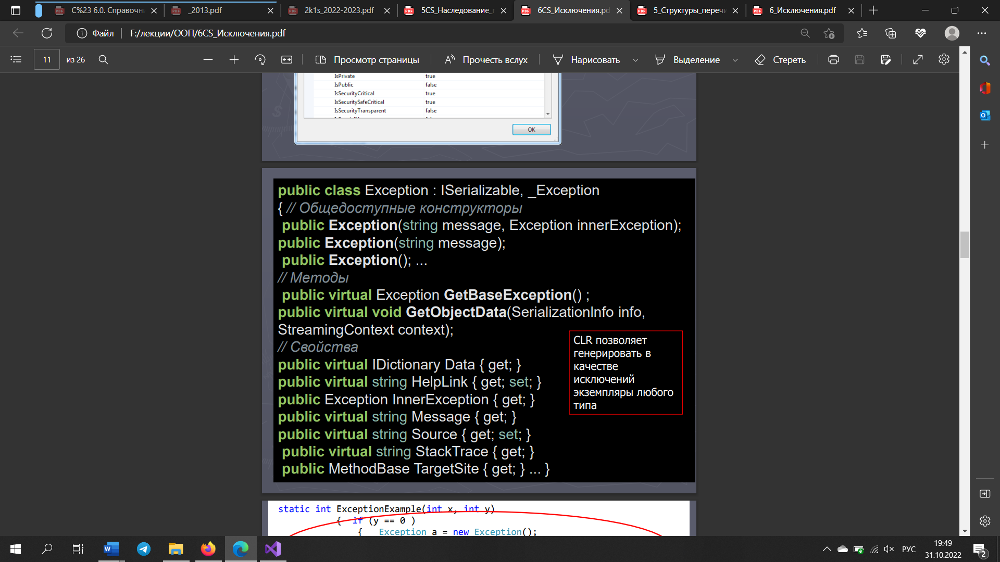 C%23 6.0. Справочн
_2013.pdf
2k1s_2022-2023.pdf
5CS_Наследование_
6CS_Исключения.pd
5_Структуры_переч
6_Исключения.pdf
Файл
F:/лекции/ООП/6CS_Исключения.pdf
11
из 26
Просмотр страницы
Прочесть вслух
Нарисовать
Выделение
Стереть
IsPrivate true
IsPublic false
IsSecurityCritical true
IsSecuritySafeCritical true
IsSecurityTransparent false
OK
public class Exception : ISerializable, _Exception
{ // Общедоступные конструкторы
public Exception(string message, Exception innerException);
public Exception(string message);
public Exception(); ...
// Методы
public virtual Exception GetBaseException() ;
public virtual void GetObjectData(SerializationInfo info,
StreamingContext context);
// Свойства
public virtual IDictionary Data { get; }
public virtual string HelpLink { get; set; }
public Exception InnerException { get; }
public virtual string Message { get; }
public virtual string Source { get; set; }
public virtual string StackTrace { get; }
public MethodBase TargetSite { get; } ... }
CLR позволяет
генерировать в
качестве
исключений
экземпляры любого
типа
static int ExceptionExample(int x, int y)
{ if (y == 0 )
{ Exception a = new Exception();
РУС
19:49
31.10.2022
2